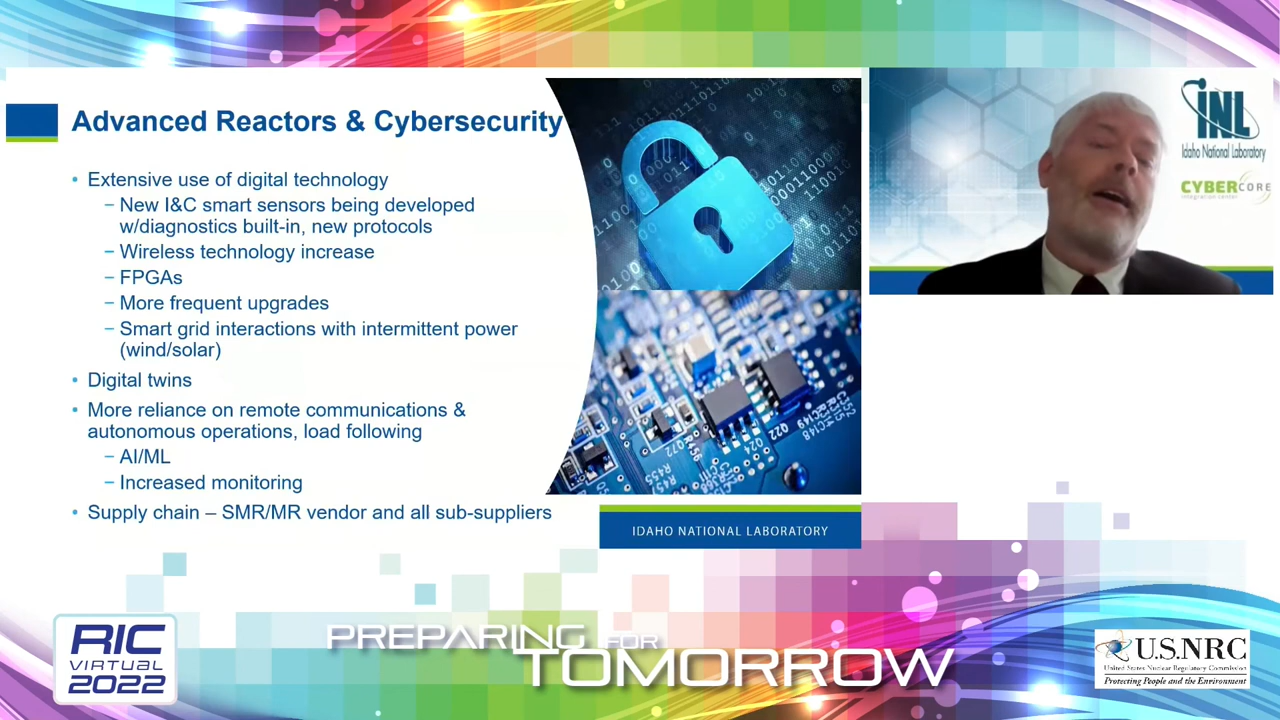 Advanced Reactors & Cybersecurity
• Extensive use of digital technology
− New I&C smart sensors being developed
w/diagnostics built-in, new protocols
− Wireless technology increase
− FPGAs
− More frequent upgrades
− Smart grid interactions with intermittent power
(wind/solar)
• Digital twins
• More reliance on remote communications &
autonomous operations, load following
− AI/ML
− Increased monitoring
• Supply chain – SMR/MR vendor and all sub-suppliers
IDAHO NATIONAL LABORATORY
INL
Idaho National Laboratory
CYBERCORE
integration center
RIC
VIRTUAL
2022
PREPARING FOR
TOMORROW
U.S.NRC
United States Nuclear Regulatory Commission
Protecting People and the Environment